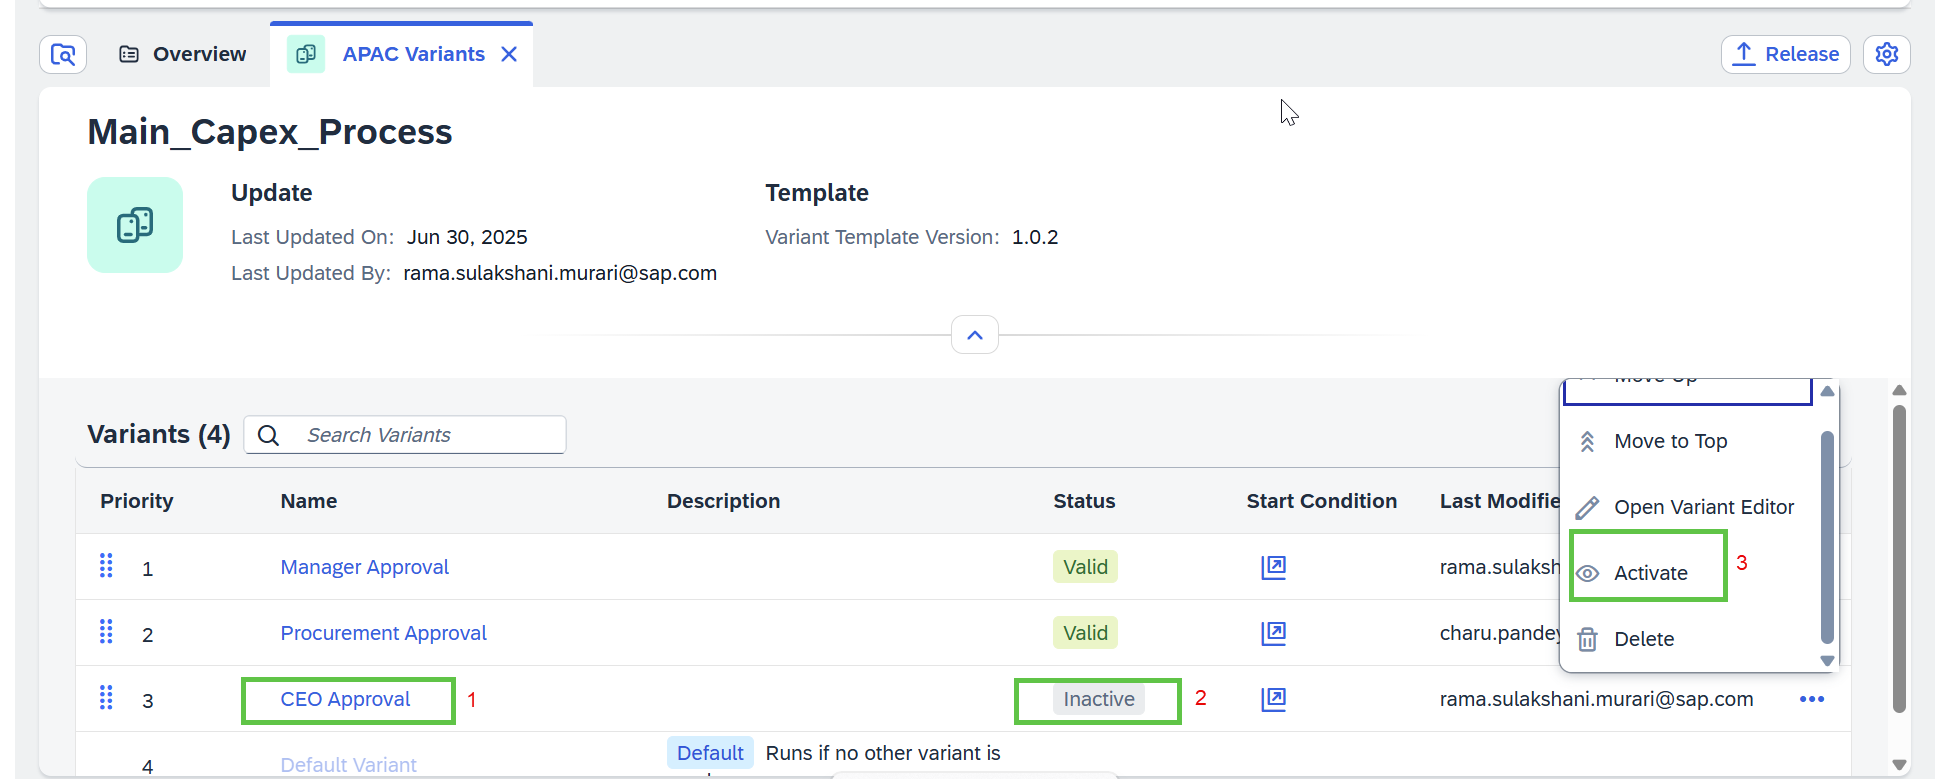 Overview
APAC Variants
Release
Main_Capex_Process
Update
Template
Last Updated On: Jun 30, 2025
Variant Template Version: 1.0.2
Last Updated By: rama.sulakshani.murari@sap.com
Move Up
Variants (4)
Search Variants
Move to Top
Priority Name Description Status Start Condition Last Modifie
Open Variant Editor
1 Manager Approval Valid rama.sulaksh
Activate 3
2 Procurement Approval Valid charu.pandey
Delete
3 CEO Approval 1 Inactive 2 rama.sulakshani.murari@sap.com
4 Default Variant Default Runs if no other variant is